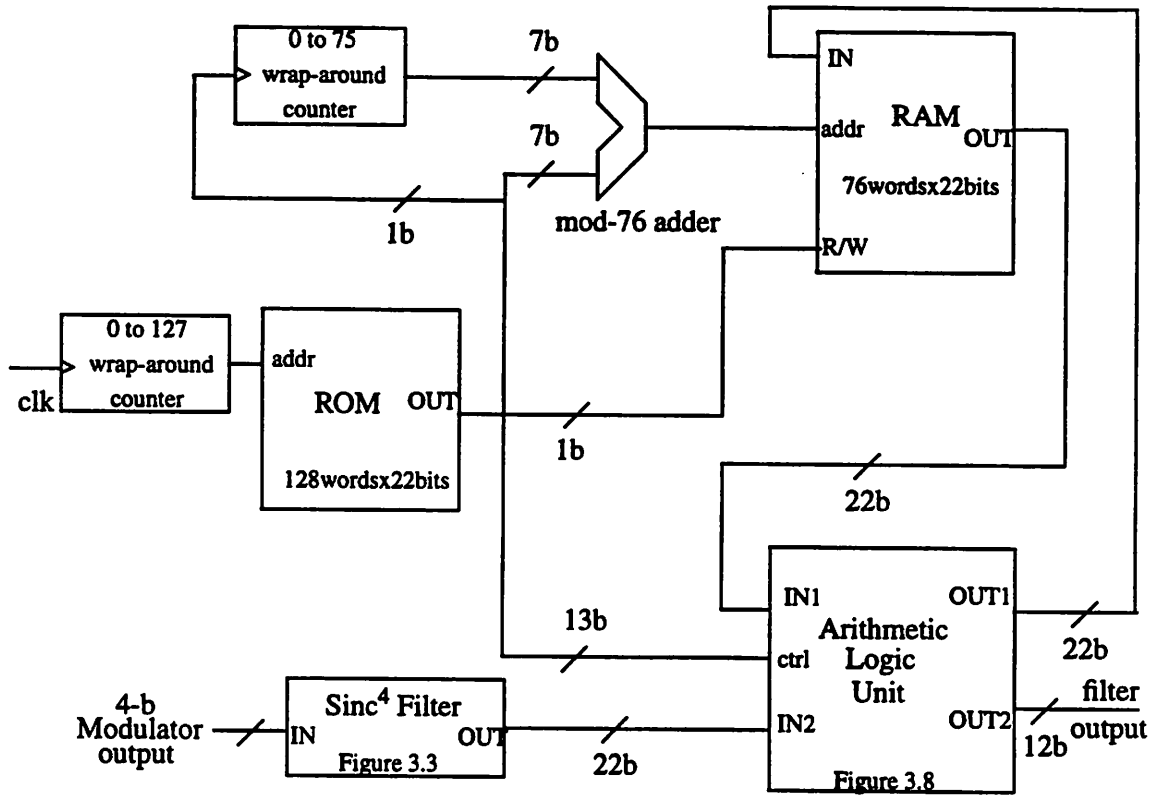 0 to 75
wrap-around
counter
7b
7b
1b
mod-76 adder
IN
addr
RAM
OUT
76wordsx22bits
R/W
0 to 127
wrap-around
counter
clk
addr
ROM
OUT
128wordsx22bits
1b
22b
13b
IN1
OUT1
Arithmetic
Logic
Unit
ctrl
IN2
OUT2
Figure 3.8
22b
filter
output
12b
4-b
Modulator
output
Sinc⁴ Filter
IN
OUT
Figure 3.3
22b